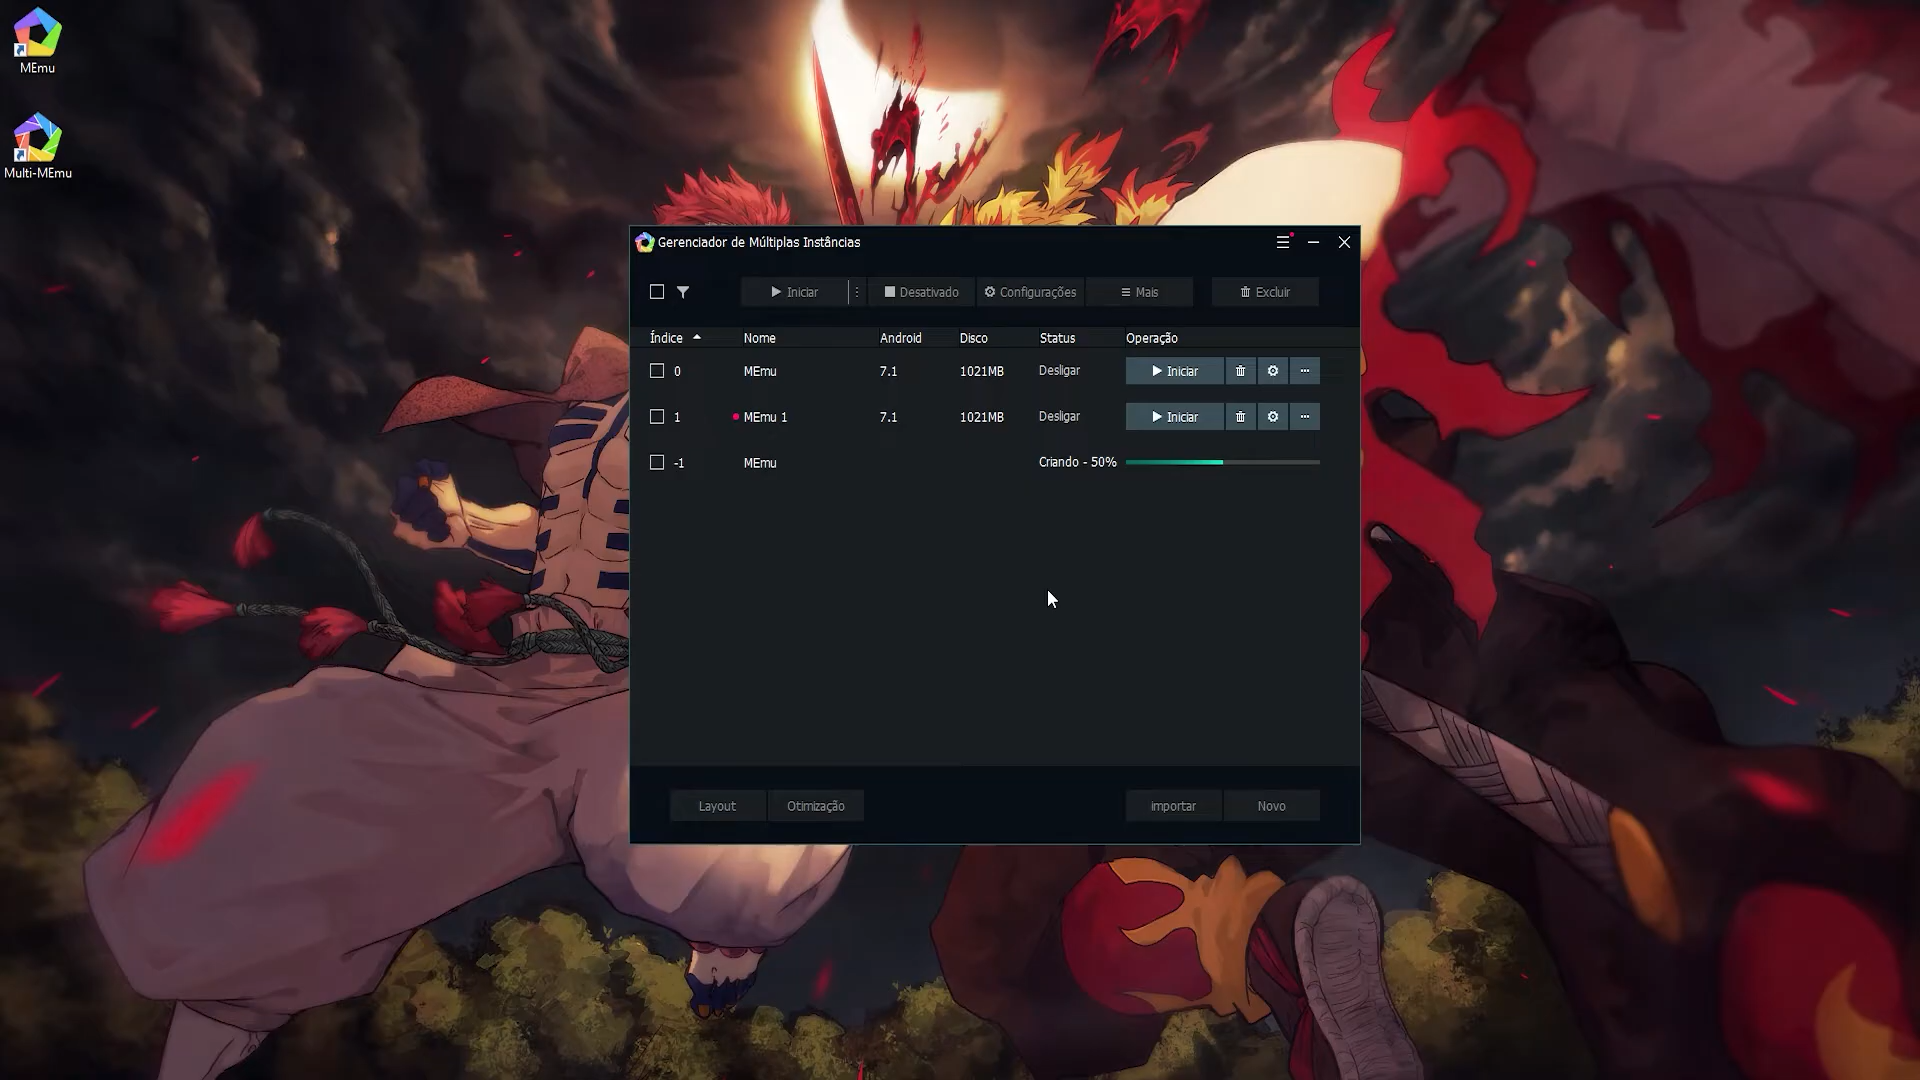 MEmu
Multi-MEmu
Gerenciador de Múltiplas Instâncias
Iniciar Desativado Configurações Mais Excluir
Índice Nome Android Disco Status Operação
0 MEmu 7.1 1021MB Desligar Iniciar
1 MEmu 1 7.1 1021MB Desligar Iniciar
-1 MEmu Criando - 50%
Layout Otimização importar Novo